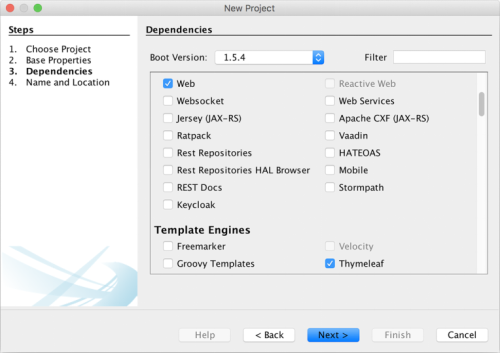 New Project
Steps
1. Choose Project
2. Base Properties
3. Dependencies
4. Name and Location
Dependencies
Boot Version: 1.5.4 Filter
Web Reactive Web
Websocket Web Services
Jersey (JAX-RS) Apache CXF (JAX-RS)
Ratpack Vaadin
Rest Repositories HATEOAS
Rest Repositories HAL Browser Mobile
REST Docs Stormpath
Keycloak
Template Engines
Freemarker Velocity
Groovy Templates Thymeleaf
Help < Back Next > Finish Cancel